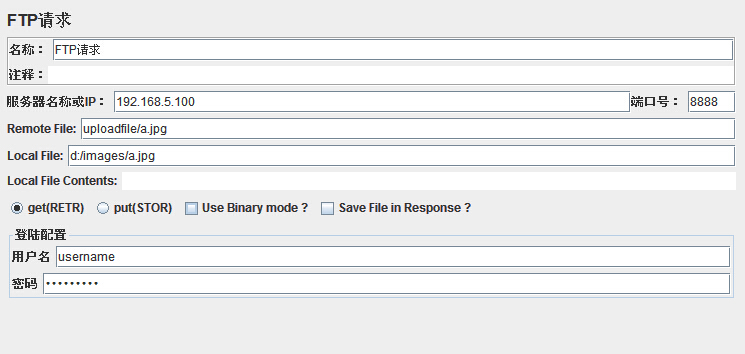 FTP请求
名称： FTP请求
注释：
服务器名称或IP： 192.168.5.100 端口号： 8888
Remote File: uploadfile/a.jpg
Local File: d:/images/a.jpg
Local File Contents:
get(RETR) put(STOR) Use Binary mode ? Save File in Response ?
登陆配置
用户名 username
密码 •••••••••